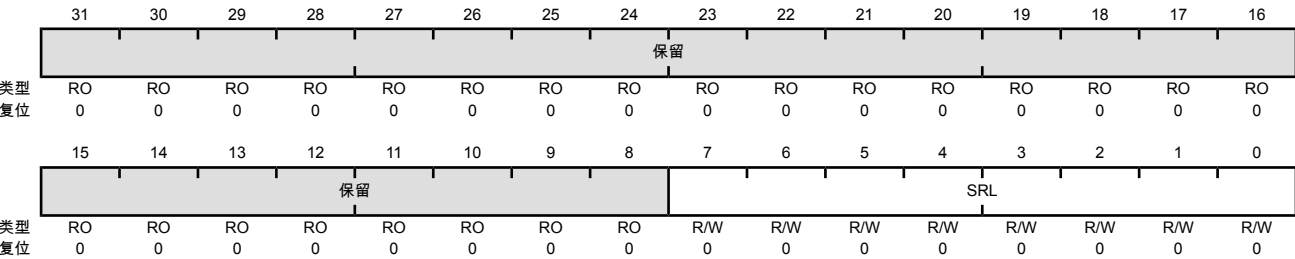 31 30 29 28 27 26 25 24 23 22 21 20 19 18 17 16
保留
类型 RO RO RO RO RO RO RO RO RO RO RO RO RO RO RO RO
复位 0 0 0 0 0 0 0 0 0 0 0 0 0 0 0 0
15 14 13 12 11 10 9 8 7 6 5 4 3 2 1 0
保留 SRL
类型 RO RO RO RO RO RO RO RO R/W R/W R/W R/W R/W R/W R/W R/W
复位 0 0 0 0 0 0 0 0 0 0 0 0 0 0 0 0